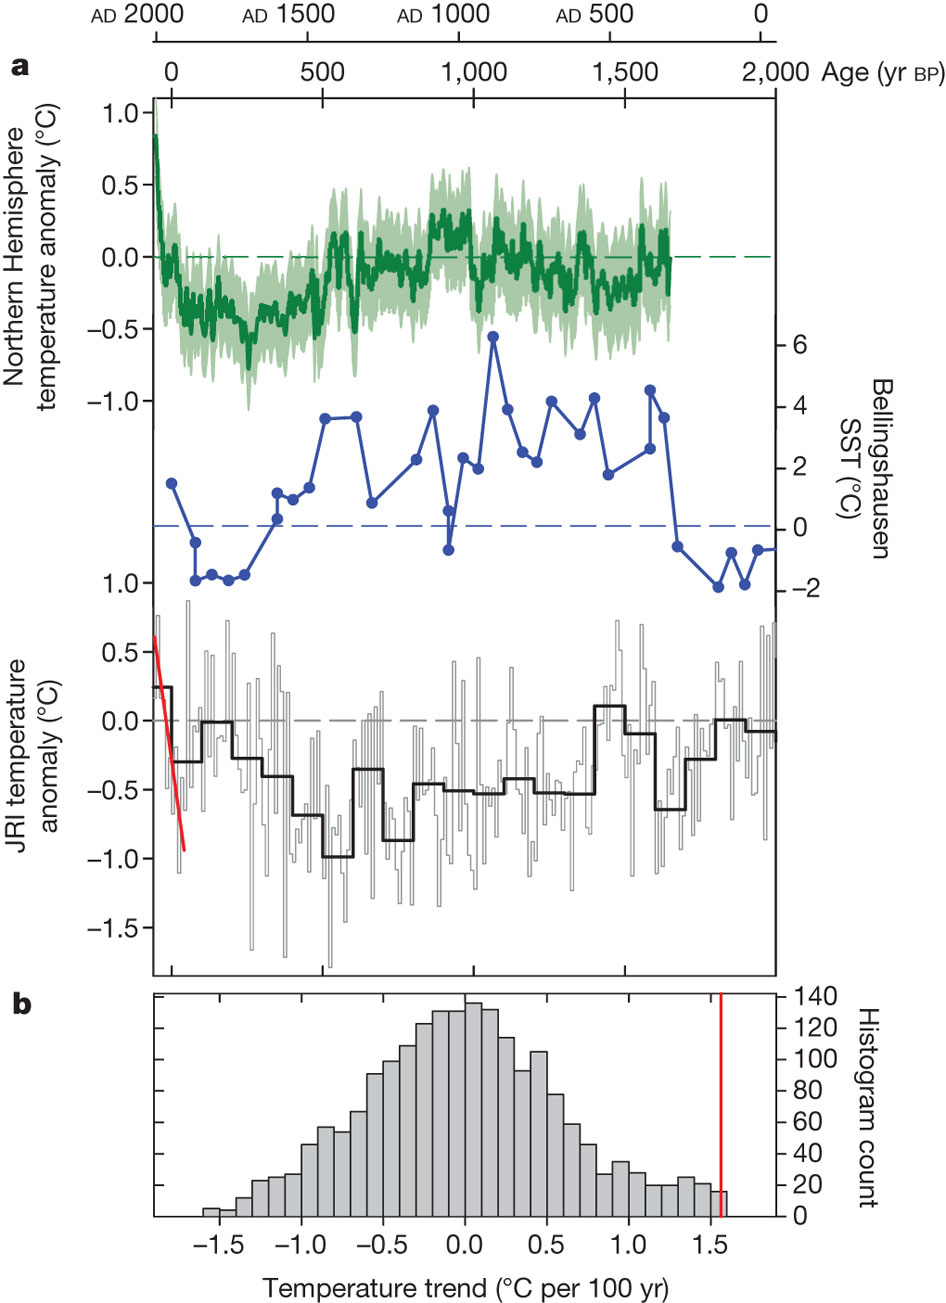 AD 2000 AD 1500 AD 1000 AD 500 0
a
0 500 1,000 1,500 2,000 Age (yr BP)
Northern Hemisphere
temperature anomaly (°C)
1.0
0.5
0.0
−0.5
−1.0
Bellingshausen
SST (°C)
6
4
2
0
−2
JRI temperature
anomaly (°C)
1.0
0.5
0.0
−0.5
−1.0
−1.5
b
140
120
100
80
60
40
20
0
Histogram count
−1.5 −1.0 −0.5 0.0 0.5 1.0 1.5
Temperature trend (°C per 100 yr)